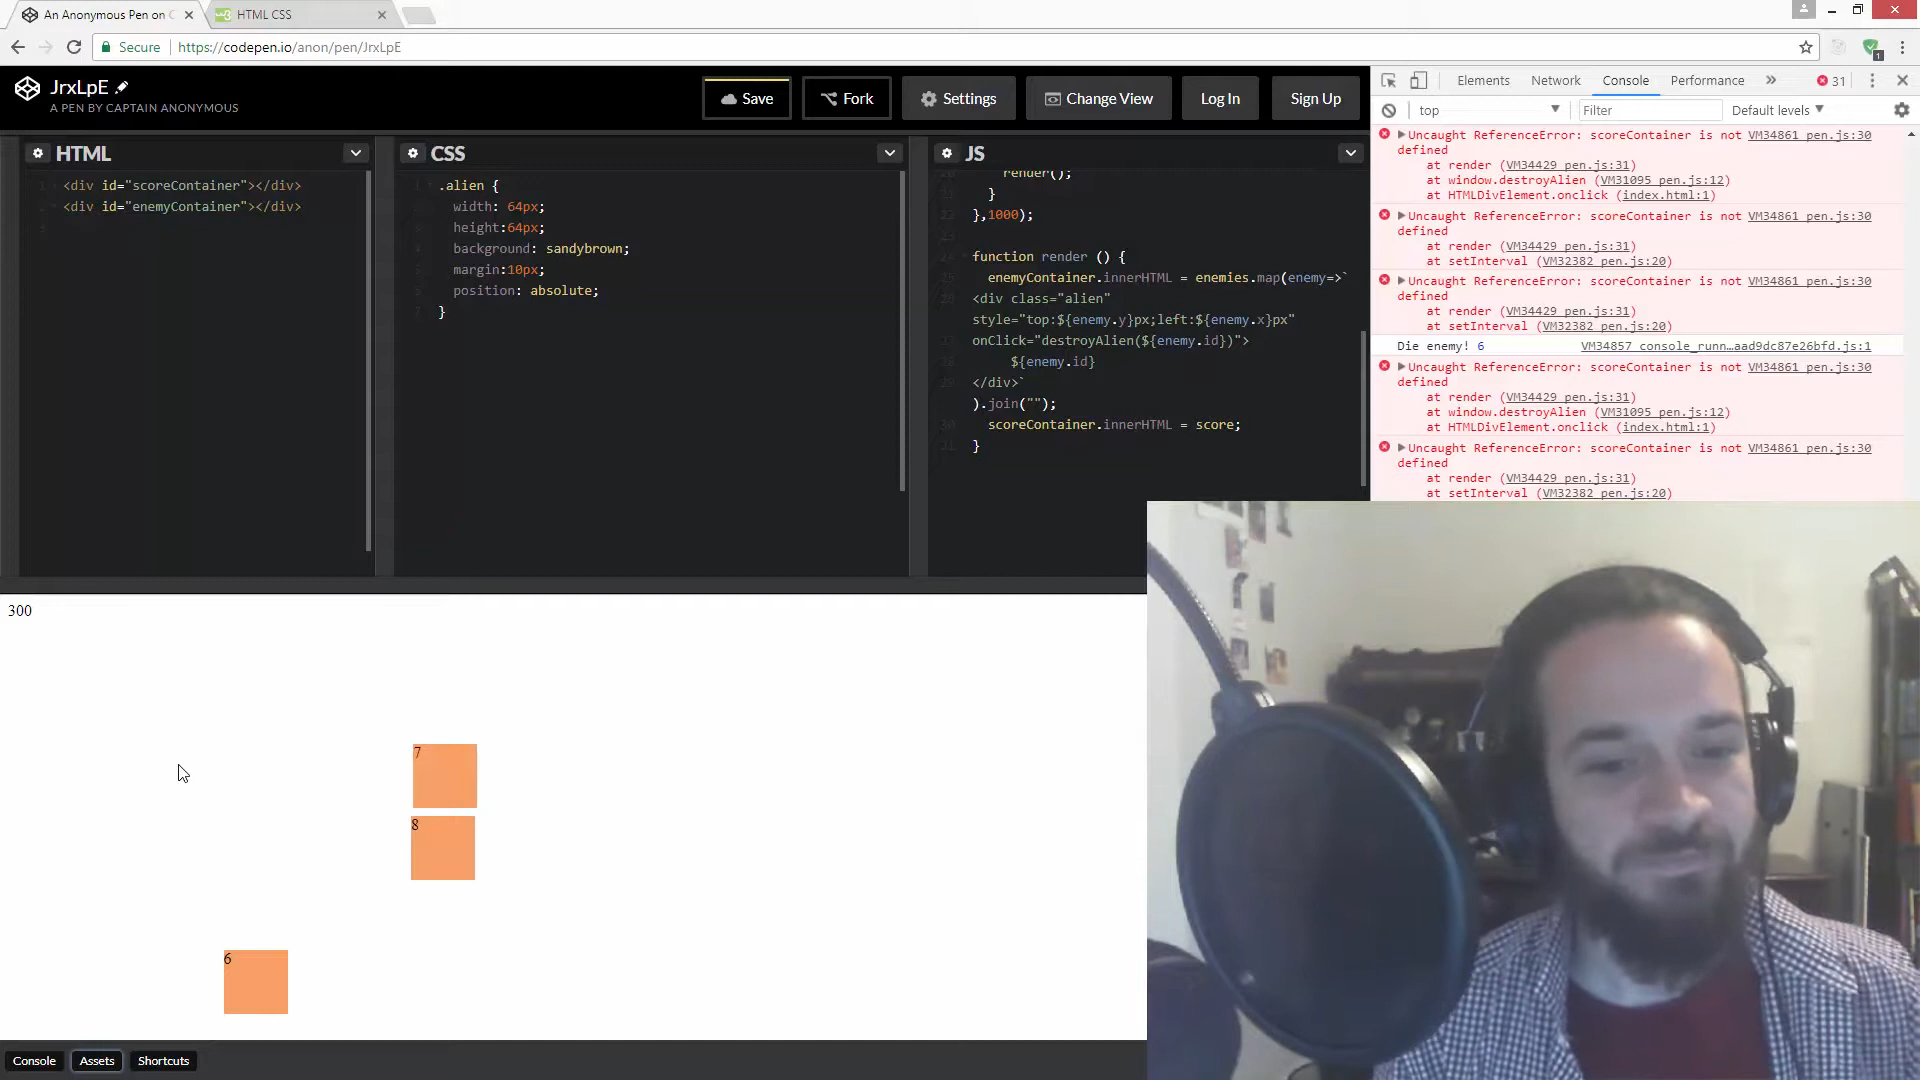 An Anonymous Pen on C
HTML CSS
Secure
https://codepen.io/anon/pen/JrxLpE
JrxLpE
A PEN BY CAPTAIN ANONYMOUS
Save
Fork
Settings
Change View
Log In
Sign Up
HTML
<div id="scoreContainer"></div>
<div id="enemyContainer"></div>
CSS
.alien {
width: 64px;
height:64px;
background: sandybrown;
margin:10px;
position: absolute;
}
JS
render();
}
},1000);
function render () {
enemyContainer.innerHTML = enemies.map(enemy=>`
<div class="alien"
style="top:${enemy.y}px;left:${enemy.x}px"
onClick="destroyAlien(${enemy.id})">
${enemy.id}
</div>`
).join("");
scoreContainer.innerHTML = score;
}
Elements
Network
Console
Performance
31
top
Filter
Default levels
Uncaught ReferenceError: scoreContainer is not VM34861 pen.js:30
defined
at render (VM34429 pen.js:31)
at window.destroyAlien (VM31095 pen.js:12)
at HTMLDivElement.onclick (index.html:1)
Uncaught ReferenceError: scoreContainer is not VM34861 pen.js:30
defined
at render (VM34429 pen.js:31)
at setInterval (VM32382 pen.js:20)
Uncaught ReferenceError: scoreContainer is not VM34861 pen.js:30
defined
at render (VM34429 pen.js:31)
at setInterval (VM32382 pen.js:20)
Die enemy! 6 VM34857 console_runn…aad9dc87e26bfd.js:1
Uncaught ReferenceError: scoreContainer is not VM34861 pen.js:30
defined
at render (VM34429 pen.js:31)
at window.destroyAlien (VM31095 pen.js:12)
at HTMLDivElement.onclick (index.html:1)
Uncaught ReferenceError: scoreContainer is not VM34861 pen.js:30
defined
at render (VM34429 pen.js:31)
at setInterval (VM32382 pen.js:20)
300
7
8
6
Console
Assets
Shortcuts